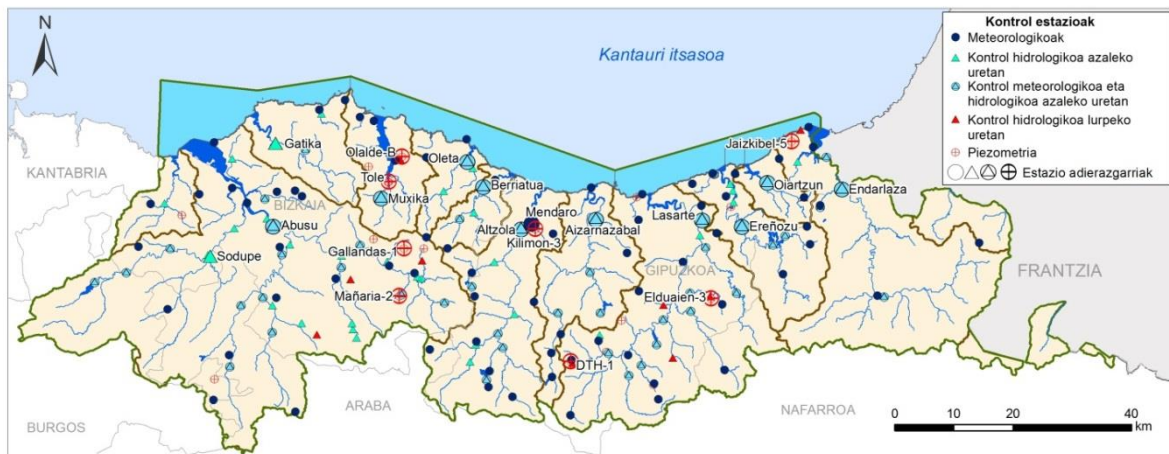 N
Kantauri itsasoa
Kontrol estazioak
Meteorologikoak
Kontrol hidrologikoa azaleko
uretan
Kontrol meteorologikoa eta
hidrologikoa azaleko uretan
Kontrol hidrologikoa lurpeko
uretan
Piezometria
Estazio adierazgarriak
KANTABRIA
Gatika
Olalde-B
Oleta
Jaizkibel-5
Tole
Muxika
Berriatua
Oiartzun
Endarlaza
BIZKAIA
Abusu
Mendaro
Altzola
Kilimon-3
Aizarnazabal
Lasarte
Ereñozu
Sodupe
Gallandas-1
GIPUZKOA
FRANTZIA
Mañaria-2
Elduaien-3
DTH-1
ARABA
NAFARROA
BURGOS
0 10 20 40
km